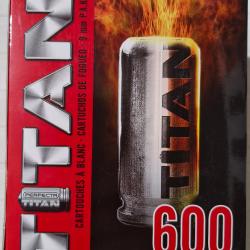 TITAN
CARTOUCHES À BLANC · CARTUCHOS DE FOGUEO · 9 mm P.A.K.
PERFECTA
TITAN
TITAN
600